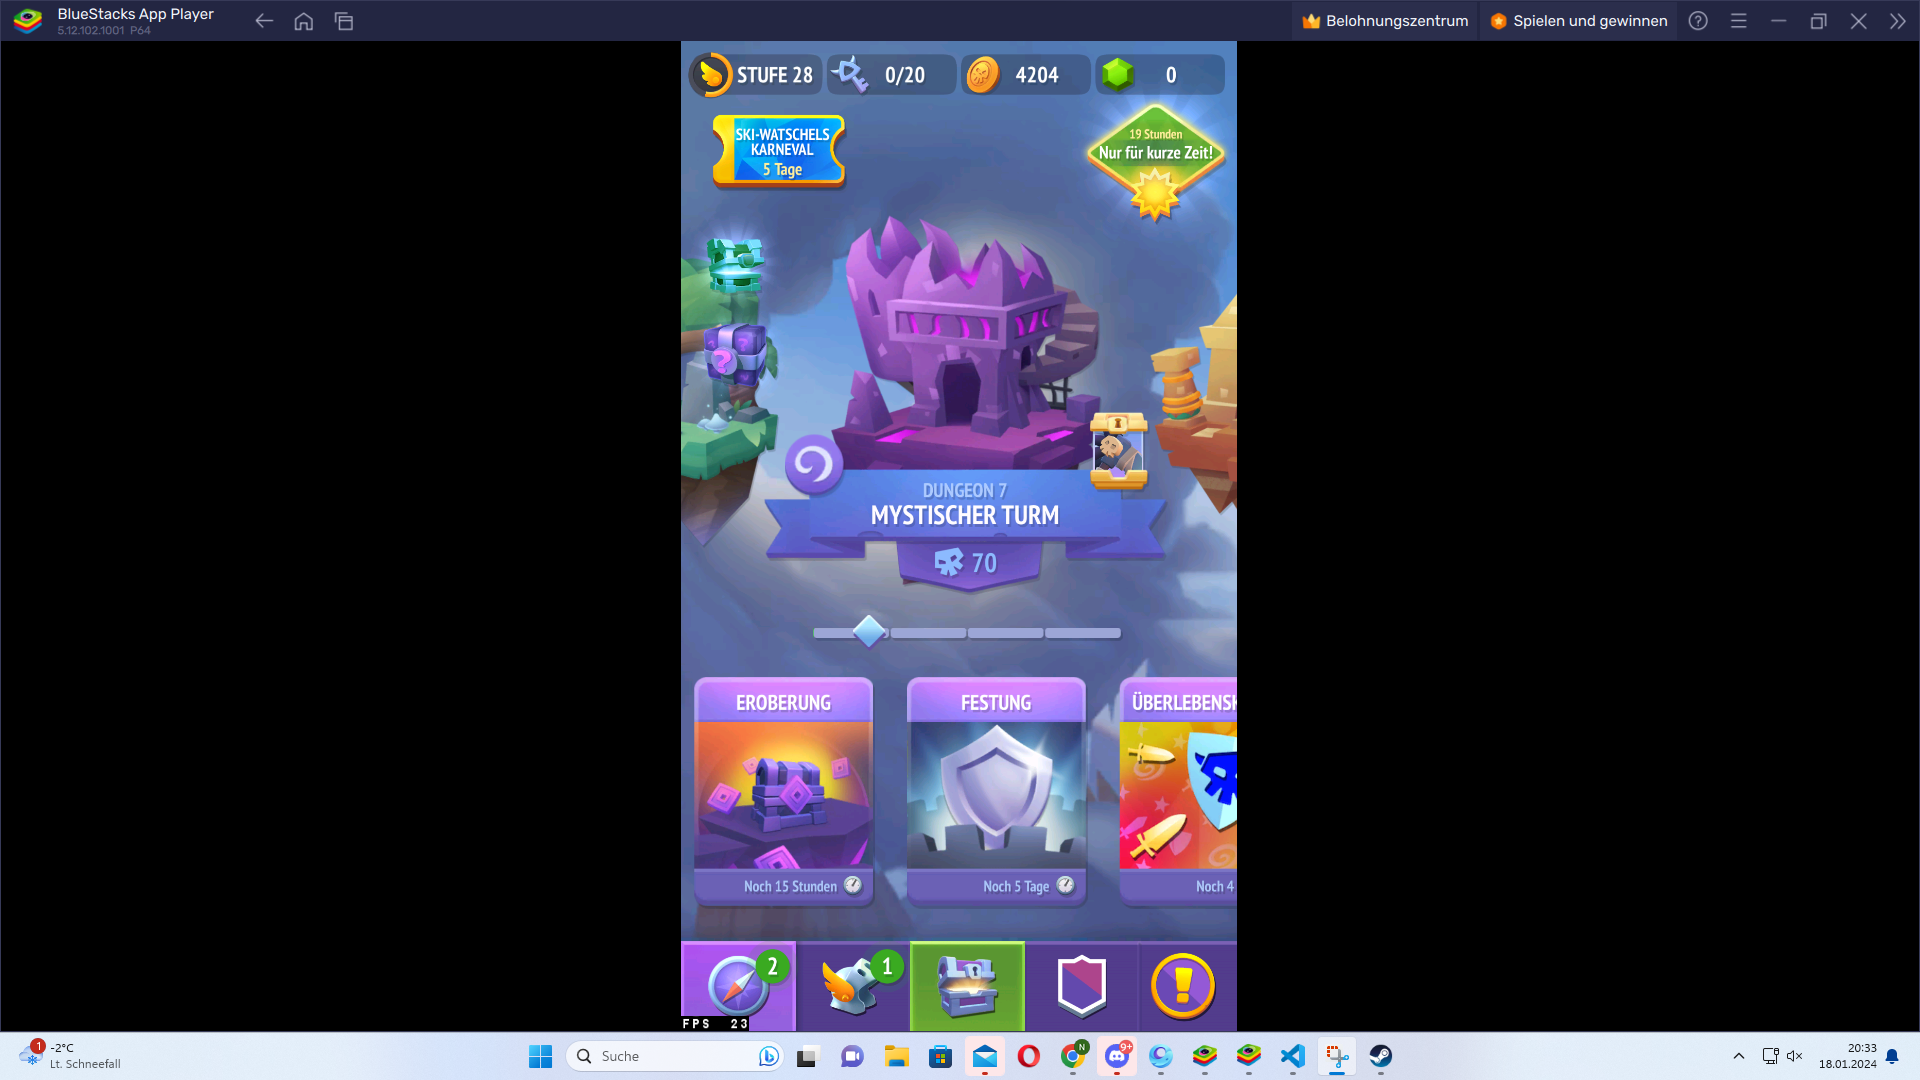 BlueStacks App Player
5.12.102.1001 P64
Belohnungszentrum
Spielen und gewinnen
STUFE 28
0/20
4204
0
SKI-WATSCHELS
KARNEVAL
5 Tage
19 Stunden
Nur für kurze Zeit!
DUNGEON 7
MYSTISCHER TURM
70
EROBERUNG
FESTUNG
ÜBERLEBENSK
Noch 15 Stunden
Noch 5 Tage
Noch 4
2
1
FPS 23
1
-2°C
Lt. Schneefall
Suche
N
9+
20:33
18.01.2024